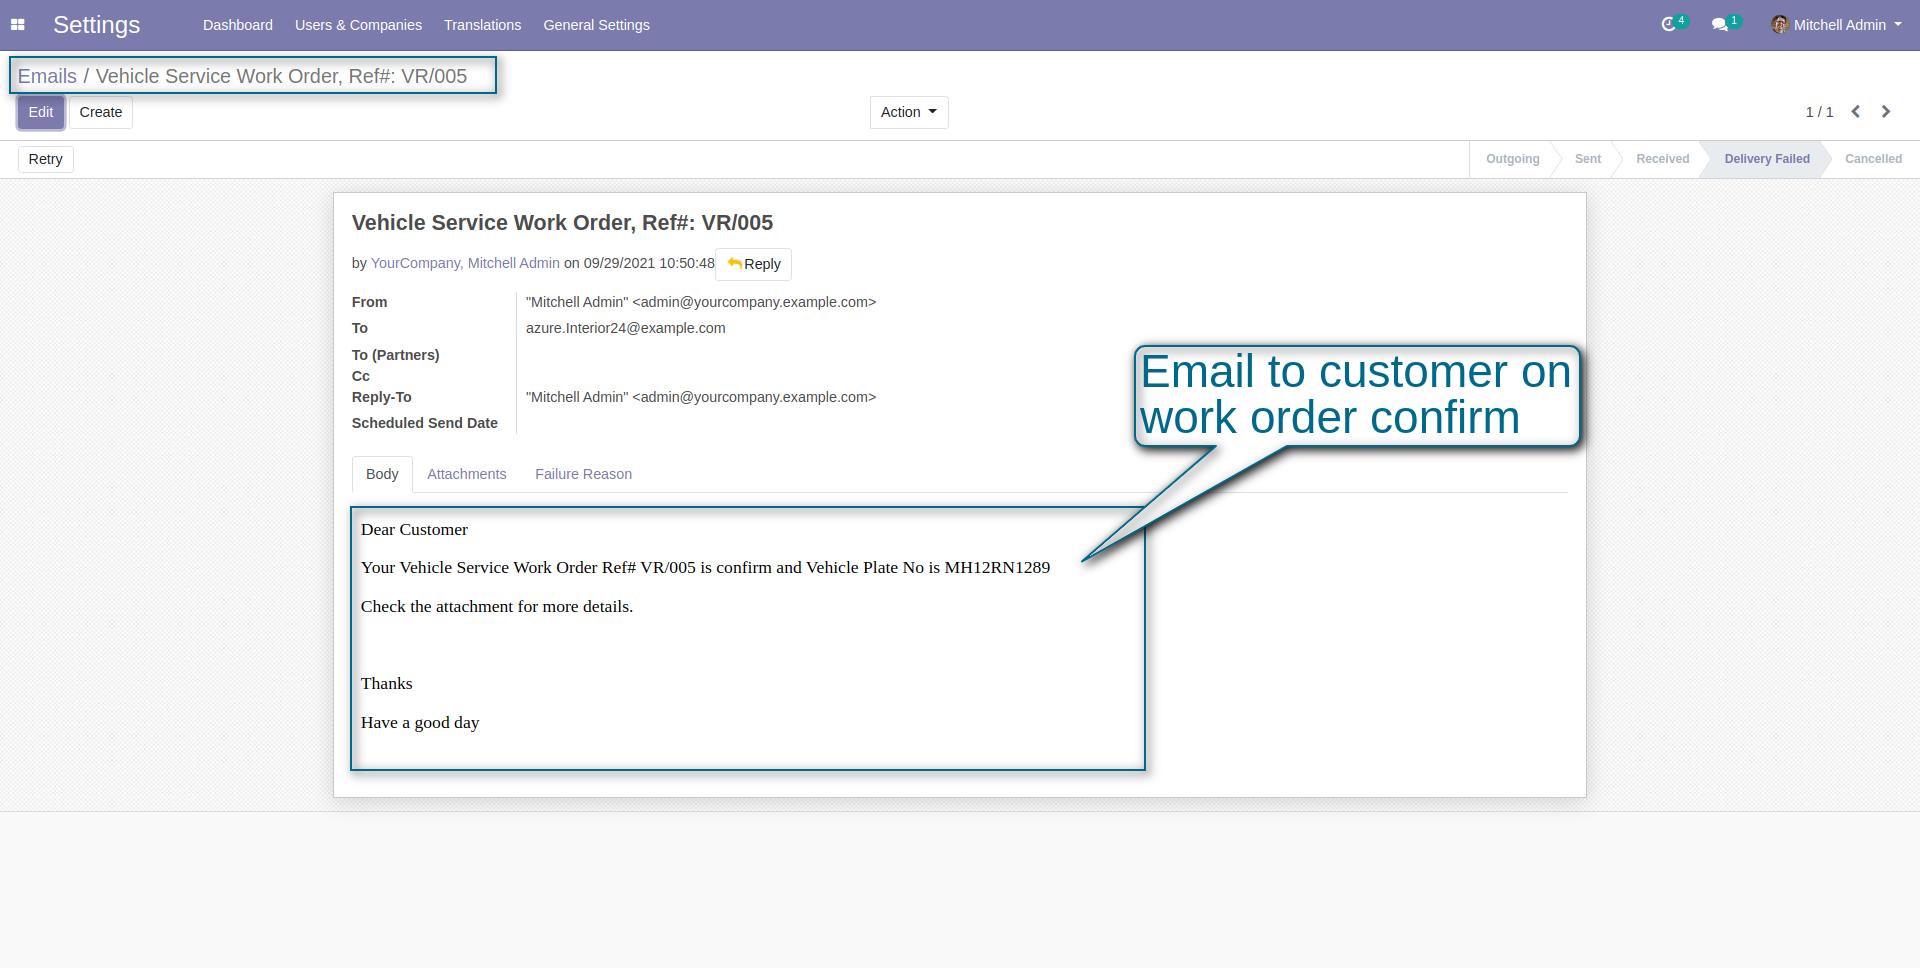 Settings Dashboard Users & Companies Translations General Settings 4 1 Mitchell Admin
Emails / Vehicle Service Work Order, Ref#: VR/005
Edit Create Action 1 / 1
Retry Outgoing Sent Received Delivery Failed Cancelled
Vehicle Service Work Order, Ref#: VR/005
by YourCompany, Mitchell Admin on 09/29/2021 10:50:48 Reply
From "Mitchell Admin" <admin@yourcompany.example.com>
To azure.Interior24@example.com
To (Partners)
Cc
Reply-To "Mitchell Admin" <admin@yourcompany.example.com>
Scheduled Send Date
Email to customer on
work order confirm
Body Attachments Failure Reason
Dear Customer
Your Vehicle Service Work Order Ref# VR/005 is confirm and Vehicle Plate No is MH12RN1289
Check the attachment for more details.
Thanks
Have a good day